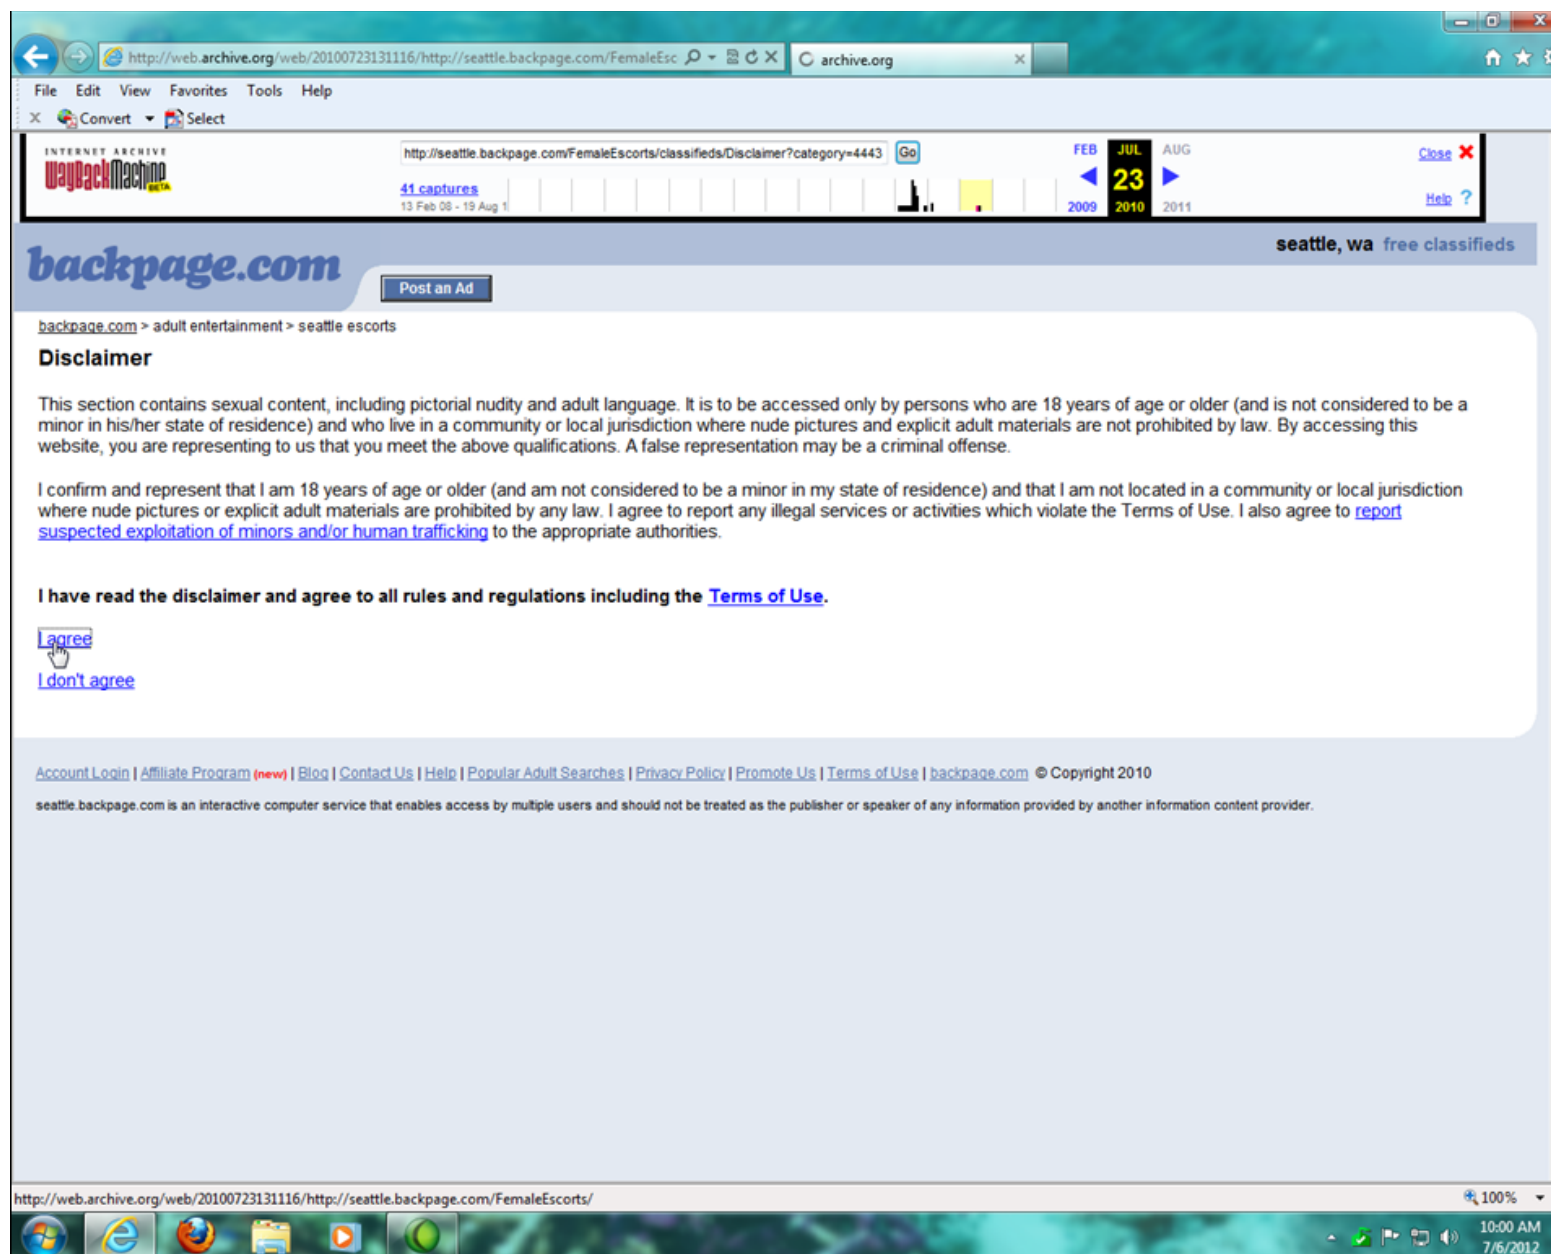 http://web.archive.org/web/20100723131116/http://seattle.backpage.com/FemaleEsc
archive.org
File Edit View Favorites Tools Help
x Convert Select
INTERNET ARCHIVE
WayBackMachine
BETA
http://seattle.backpage.com/FemaleEscorts/classifieds/Disclaimer?category=4443 Go
41 captures
13 Feb 08 - 19 Aug 1
FEB JUL AUG
23
2009 2010 2011
Close
Help ?
backpage.com
seattle, wa free classifieds
Post an Ad
backpage.com > adult entertainment > seattle escorts
Disclaimer
This section contains sexual content, including pictorial nudity and adult language. It is to be accessed only by persons who are 18 years of age or older (and is not considered to be a
minor in his/her state of residence) and who live in a community or local jurisdiction where nude pictures and explicit adult materials are not prohibited by law. By accessing this
website, you are representing to us that you meet the above qualifications. A false representation may be a criminal offense.
I confirm and represent that I am 18 years of age or older (and am not considered to be a minor in my state of residence) and that I am not located in a community or local jurisdiction
where nude pictures or explicit adult materials are prohibited by any law. I agree to report any illegal services or activities which violate the Terms of Use. I also agree to report
suspected exploitation of minors and/or human trafficking to the appropriate authorities.
I have read the disclaimer and agree to all rules and regulations including the Terms of Use.
I agree
I don't agree
Account Login | Affiliate Program (new) | Blog | Contact Us | Help | Popular Adult Searches | Privacy Policy | Promote Us | Terms of Use | backpage.com © Copyright 2010
seattle.backpage.com is an interactive computer service that enables access by multiple users and should not be treated as the publisher or speaker of any information provided by another information content provider.
http://web.archive.org/web/20100723131116/http://seattle.backpage.com/FemaleEscorts/
100%
10:00 AM
7/6/2012